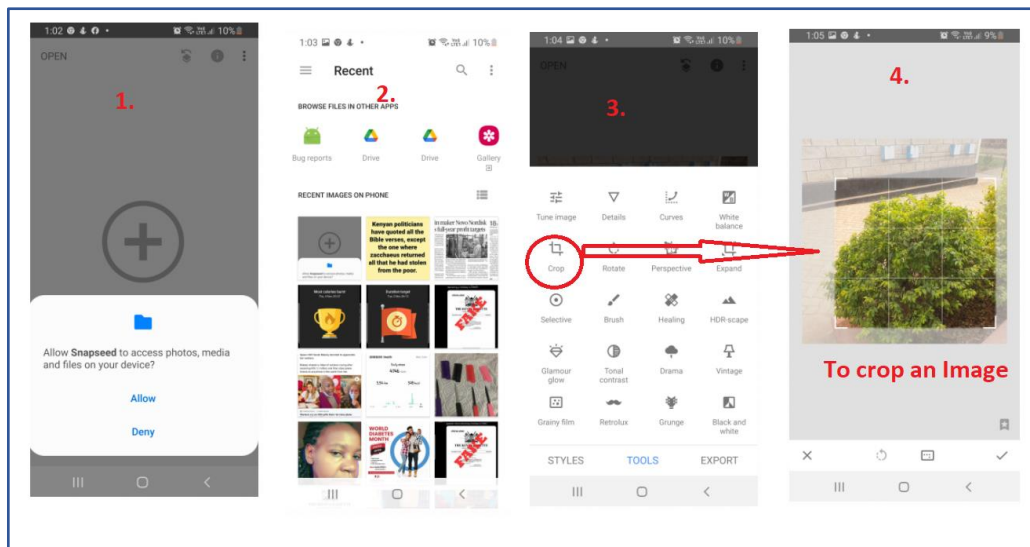 1:02
10%
OPEN
1.
Allow Snapseed to access photos, media
and files on your device?
Allow
Deny
1:03
10%
Recent
2.
BROWSE FILES IN OTHER APPS
Bug reports
Drive
Drive
Gallery
RECENT IMAGES ON PHONE
Kenyan politicians
have quoted all the
Bible verses, except
the one where
zacchaeus returned
all that he had stolen
from the poor.
FAKE
WORLD
DIABETES
MONTH
FAKE
1:04
10%
OPEN
3.
Tune image
Details
Curves
White
balance
Crop
Rotate
Perspective
Expand
Selective
Brush
Healing
HDR-scape
Glamour
glow
Tonal
contrast
Drama
Vintage
Grainy film
Retrolux
Grunge
Black and
white
STYLES
TOOLS
EXPORT
1:05
9%
4.
To crop an Image